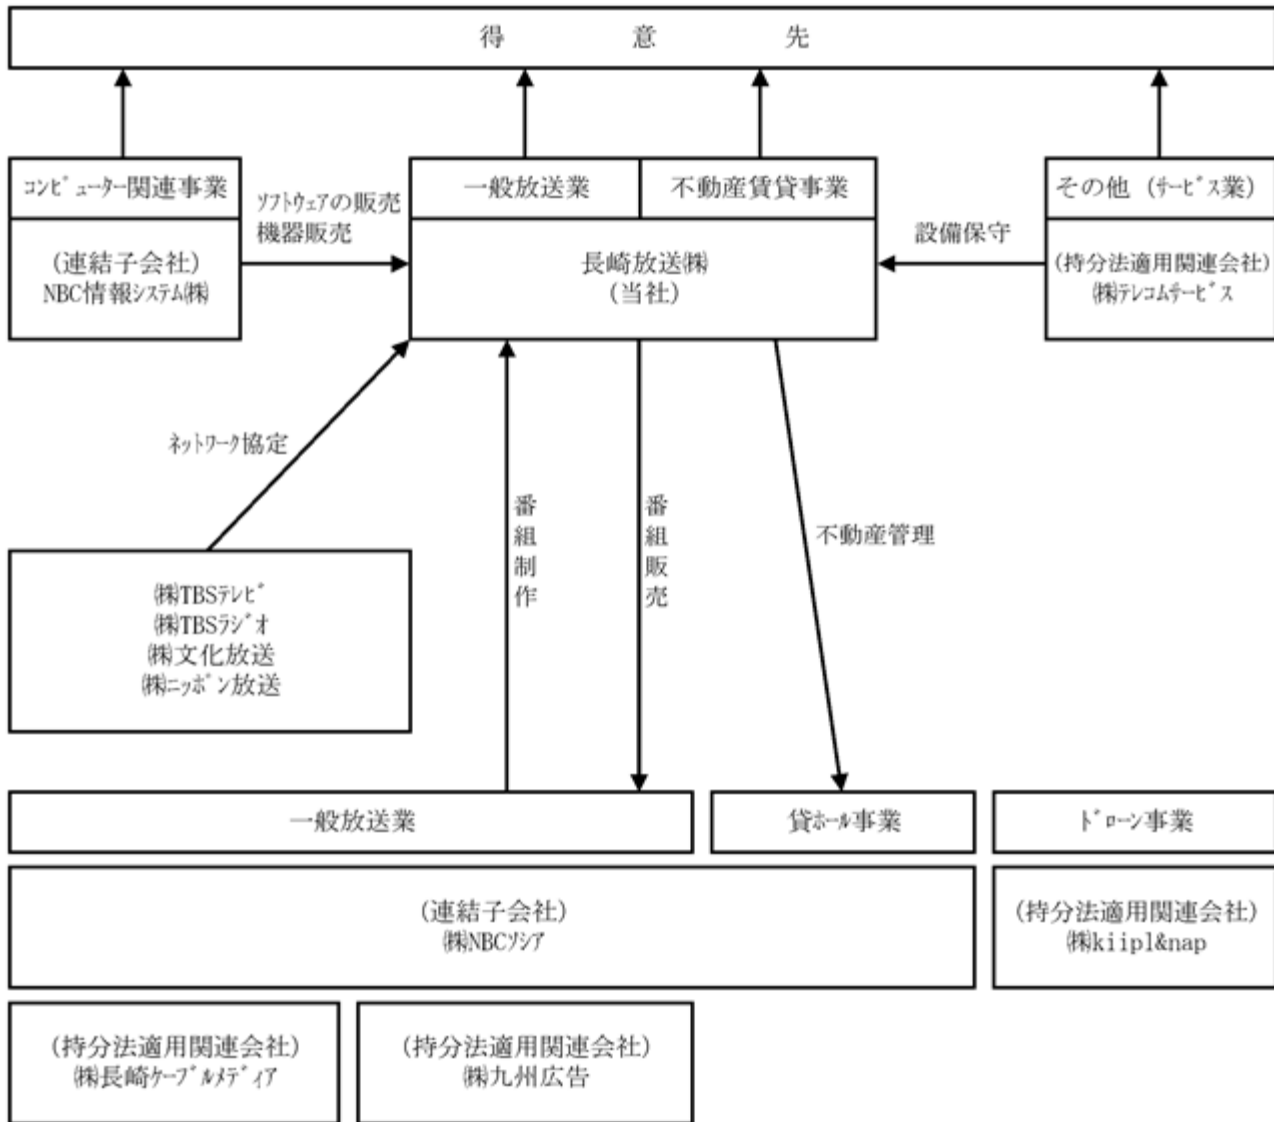 得　意　先
ｺﾝﾋﾟｭｰﾀｰ関連事業
ｿﾌﾄｳｪｱの販売
機器販売
一般放送業
不動産賃貸事業
その他（ｻｰﾋﾞｽ業）
(連結子会社)
NBC情報ｼｽﾃﾑ㈱
長崎放送㈱
(当社)
設備保守
(持分法適用関連会社)
㈱ﾃﾚｺﾑｻｰﾋﾞｽ
ﾈｯﾄﾜｰｸ協定
番組制作
番組販売
不動産管理
㈱TBSﾃﾚﾋﾞ
㈱TBSﾗｼﾞｵ
㈱文化放送
㈱ﾆｯﾎﾟﾝ放送
一般放送業
貸ﾎｰﾙ事業
ﾄﾞﾛｰﾝ事業
(連結子会社)
㈱NBCｿｼｱ
(持分法適用関連会社)
㈱kiipl&nap
(持分法適用関連会社)
㈱長崎ｹｰﾌﾞﾙﾒﾃﾞｨｱ
(持分法適用関連会社)
㈱九州広告